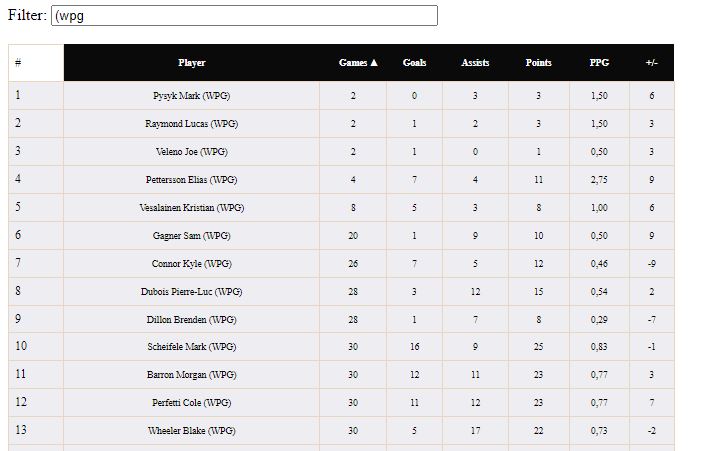 Filter: (wpg
# Player Games ▲ Goals Assists Points PPG +/-
1 Pysyk Mark (WPG) 2 0 3 3 1,50 6
2 Raymond Lucas (WPG) 2 1 2 3 1,50 3
3 Veleno Joe (WPG) 2 1 0 1 0,50 3
4 Pettersson Elias (WPG) 4 7 4 11 2,75 9
5 Vesalainen Kristian (WPG) 8 5 3 8 1,00 6
6 Gagner Sam (WPG) 20 1 9 10 0,50 9
7 Connor Kyle (WPG) 26 7 5 12 0,46 -9
8 Dubois Pierre-Luc (WPG) 28 3 12 15 0,54 2
9 Dillon Brenden (WPG) 28 1 7 8 0,29 -7
10 Scheifele Mark (WPG) 30 16 9 25 0,83 -1
11 Barron Morgan (WPG) 30 12 11 23 0,77 3
12 Perfetti Cole (WPG) 30 11 12 23 0,77 7
13 Wheeler Blake (WPG) 30 5 17 22 0,73 -2